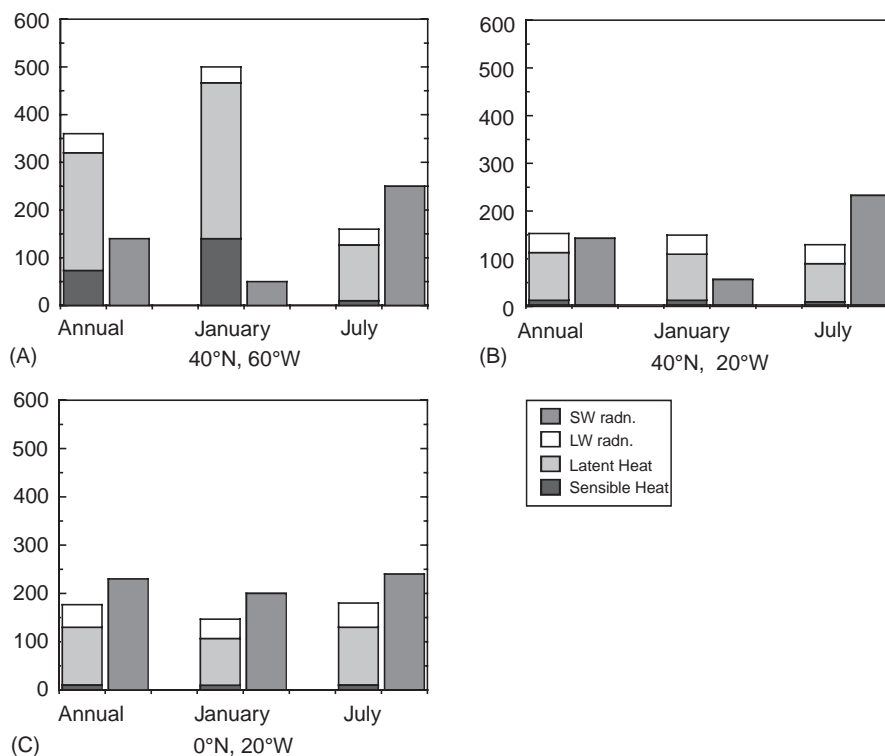 600
500
400
300
200
100
0
Annual January July
(A) 40°N, 60°W
600
500
400
300
200
100
0
Annual January July
(B) 40°N, 20°W
600
500
400
300
200
100
0
Annual January July
(C) 0°N, 20°W
SW radn.
LW radn.
Latent Heat
Sensible Heat